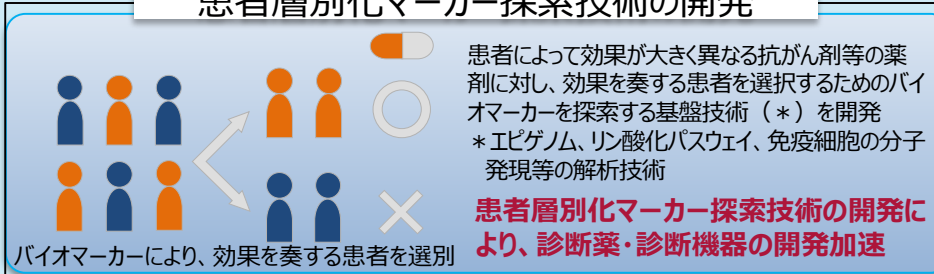 患者層別化マーカー探索技術の開発
患者によって効果が大きく異なる抗がん剤等の薬
剤に対し、効果を奏する患者を選択するためのバイ
オマーカーを探索する基盤技術（＊）を開発
＊エピゲノム、リン酸化パスウェイ、免疫細胞の分子
発現等の解析技術
患者層別化マーカー探索技術の開発に
より、診断薬・診断機器の開発加速
バイオマーカーにより、効果を奏する患者を選別